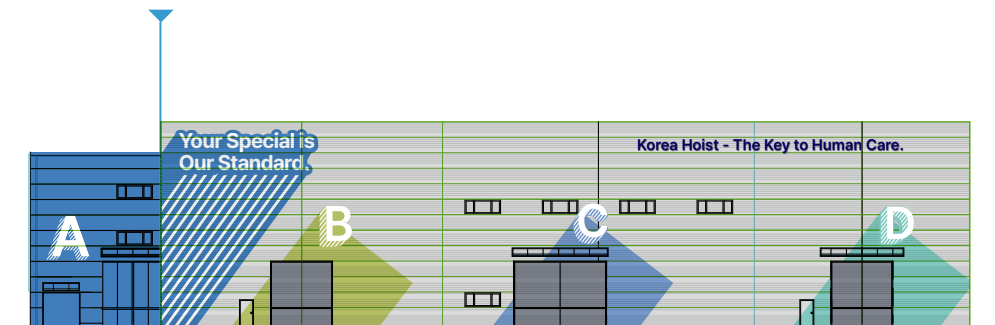 Your Special is
Our Standard.
Korea Hoist - The Key to Human Care.
A
B
C
D